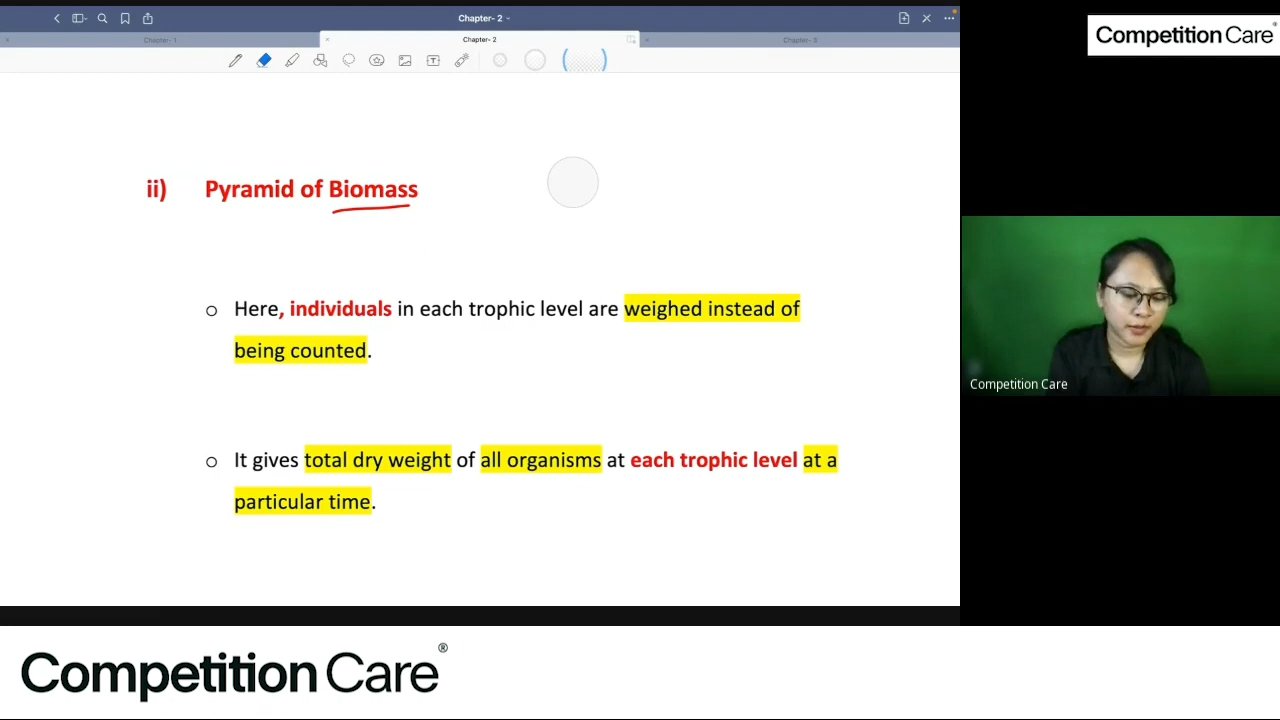 Chapter- 2
Competition Care®
Chapter- 1
Chapter- 2
Chapter- 3
ii) Pyramid of Biomass
o Here, individuals in each trophic level are weighed instead of
being counted.
o It gives total dry weight of all organisms at each trophic level at a
particular time.
Competition Care
Competition Care®